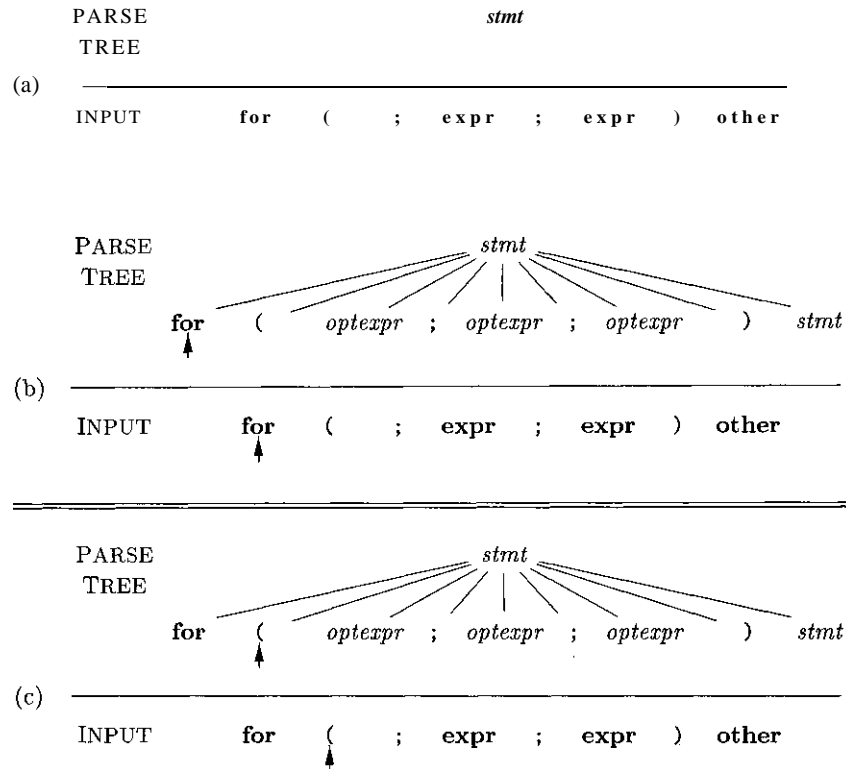 PARSE stmt
TREE
(a)
INPUT for ( ; expr ; expr ) other
PARSE stmt
TREE
for ( optexpr ; optexpr ; optexpr ) stmt
(b)
INPUT for ( ; expr ; expr ) other
PARSE stmt
TREE
for ( optexpr ; optexpr ; optexpr ) stmt
(c)
INPUT for ( ; expr ; expr ) other